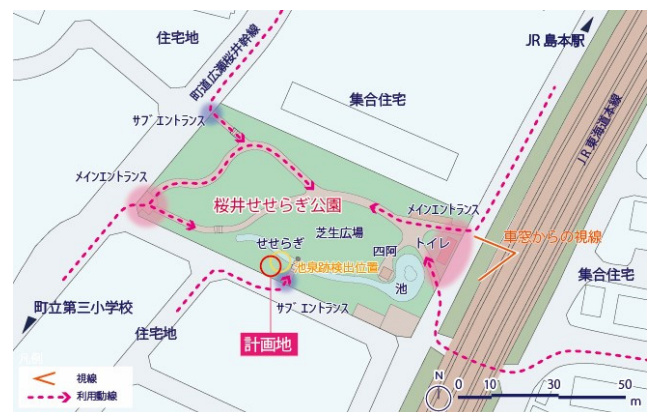 住宅地
町道広瀬桜井幹線
JR 島本駅
集合住宅
JR 東海道本線
サブエントランス
メインエントランス
桜井せせらぎ公園
メインエントランス
芝生広場
せせらぎ
四阿
トイレ
車窓からの視線
池泉跡検出位置
池
集合住宅
サブエントランス
町立第三小学校
住宅地
計画地
視線
利用動線
N
0 10 30 50
m